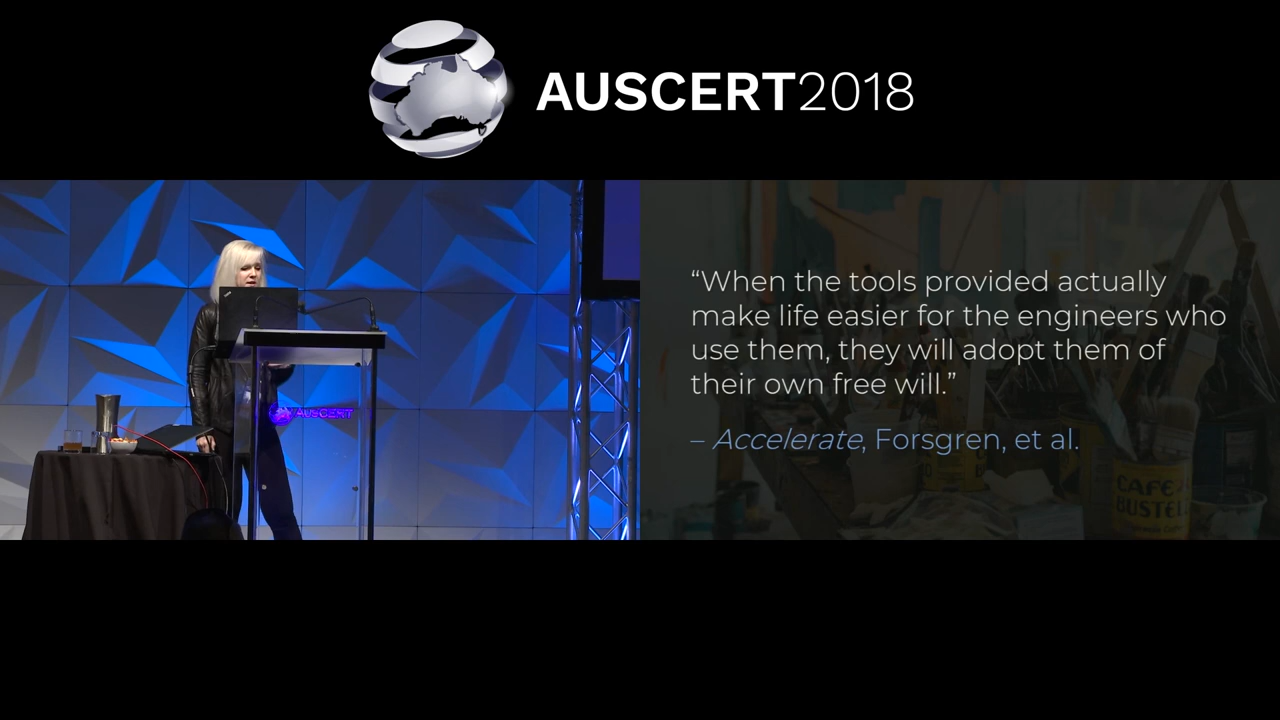 AUSCERT2018
“When the tools provided actually
make life easier for the engineers who
use them, they will adopt them of
their own free will.”
– Accelerate, Forsgren, et al.
AUSCERT
CAFE
BUSTEL